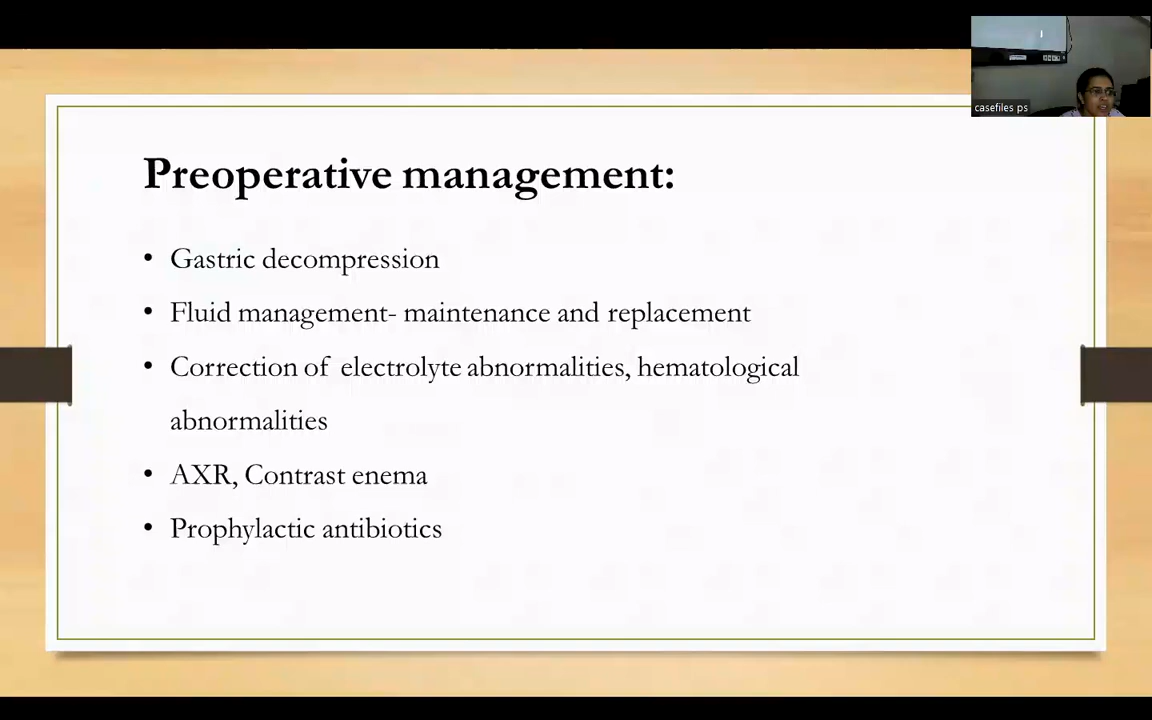 casefiles ps
Preoperative management:
• Gastric decompression
• Fluid management- maintenance and replacement
• Correction of electrolyte abnormalities, hematological
abnormalities
• AXR, Contrast enema
• Prophylactic antibiotics